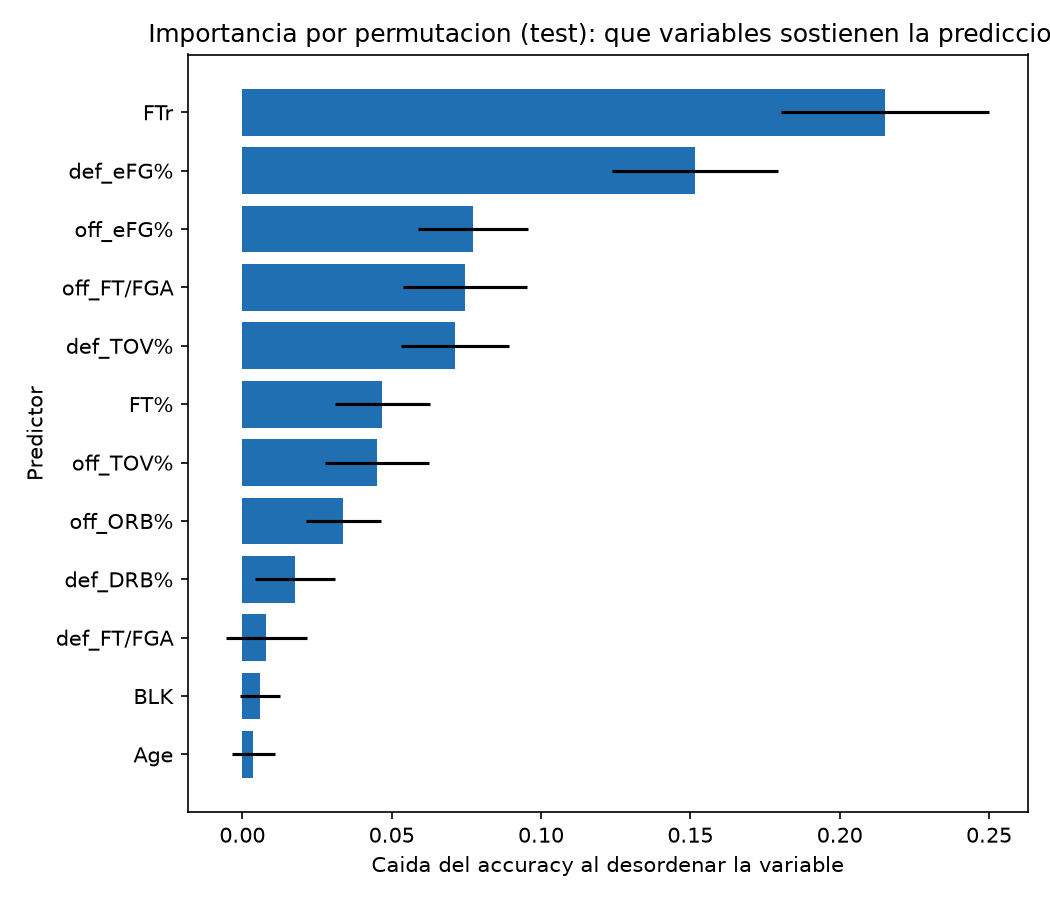 Importancia por permutacion (test): que variables sostienen la prediccio
FTr
def_eFG%
off_eFG%
off_FT/FGA
def_TOV%
FT%
off_TOV%
off_ORB%
def_DRB%
def_FT/FGA
BLK
Age
Predictor
0.00 0.05 0.10 0.15 0.20 0.25
Caida del accuracy al desordenar la variable